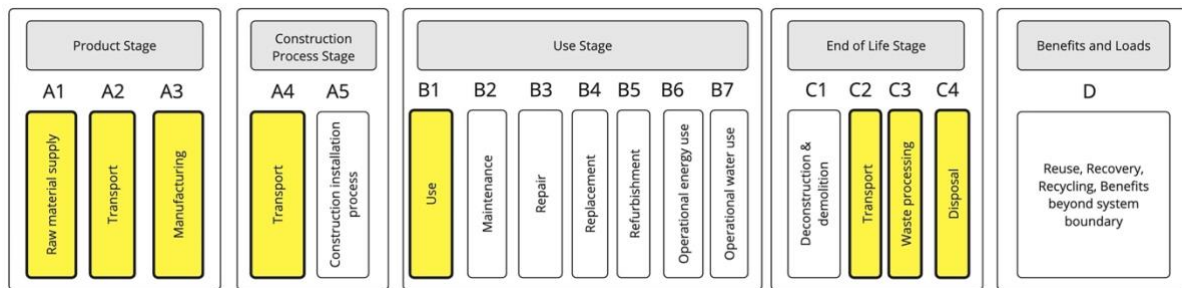 Product Stage
Construction
Process Stage
Use Stage
End of Life Stage
Benefits and Loads
A1
A2
A3
A4
A5
B1
B2
B3
B4
B5
B6
B7
C1
C2
C3
C4
D
Raw material supply
Transport
Manufacturing
Transport
Construction installation
process
Use
Maintenance
Repair
Replacement
Refurbishment
Operational energy use
Operational water use
Deconstruction &
demolition
Transport
Waste processing
Disposal
Reuse, Recovery,
Recycling, Benefits
beyond system
boundary